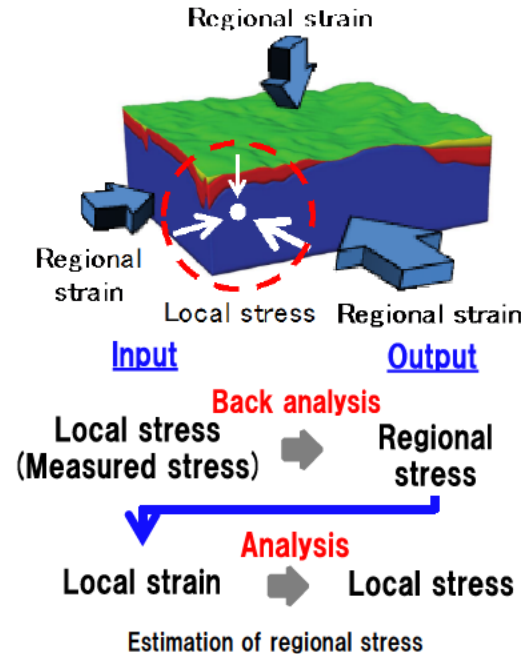 Regional strain
Regional
strain
Local stress
Regional strain
Input
Output
Back analysis
Local stress
(Measured stress)
Regional
stress
Analysis
Local strain
Local stress
Estimation of regional stress